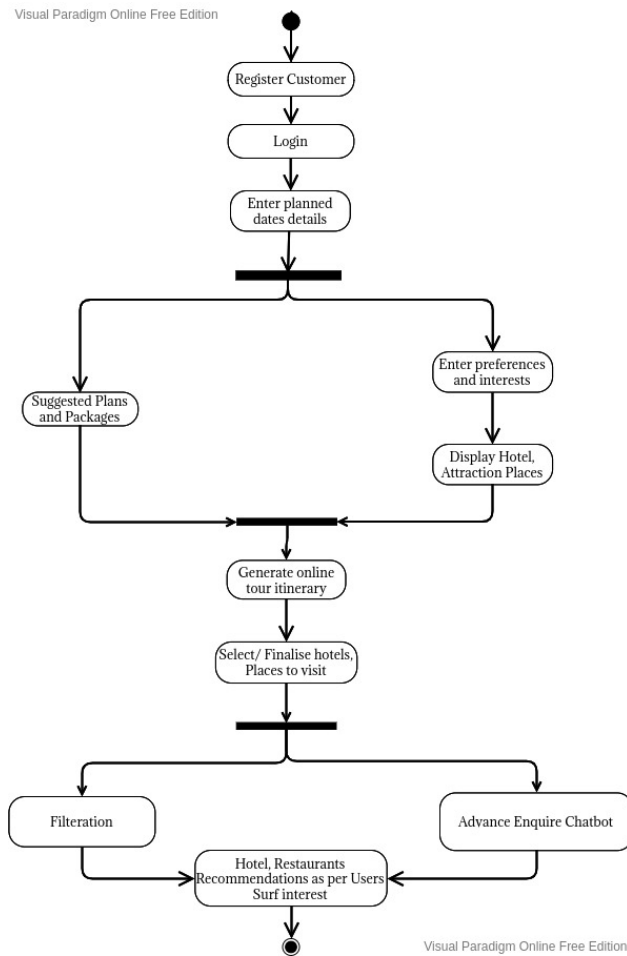 Visual Paradigm Online Free Edition
Register Customer
Login
Enter planned
dates details
Enter preferences
and interests
Suggested Plans
and Packages
Display Hotel,
Attraction Places
Generate online
tour itinerary
Select/ Finalise hotels,
Places to visit
Filteration
Advance Enquire Chatbot
Hotel, Restaurants
Recommendations as per Users
Surf interest
Visual Paradigm Online Free Edition